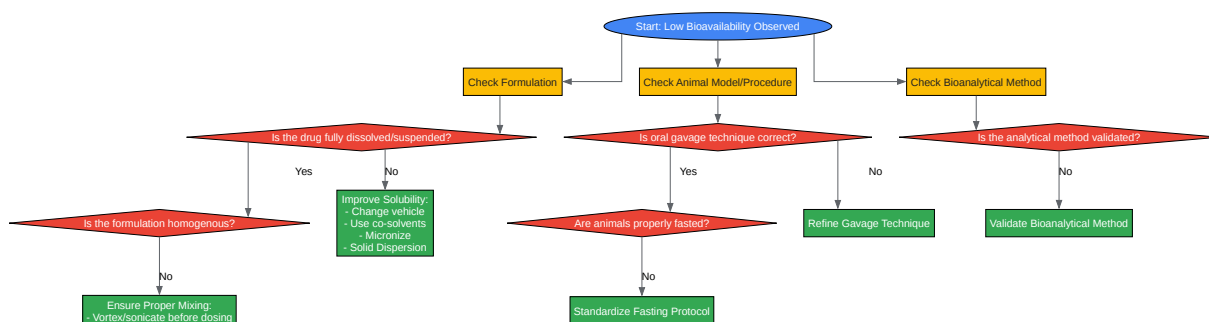 Start: Low Bioavailability Observed
Check Formulation
Check Animal Model/Procedure
Check Bioanalytical Method
Is the drug fully dissolved/suspended?
Is oral gavage technique correct?
Is the analytical method validated?
Yes
No
Yes
No
No
Improve Solubility:
- Change vehicle
- Use co-solvents
- Micronize
- Solid Dispersion
Is the formulation homogenous?
Are animals properly fasted?
Refine Gavage Technique
Validate Bioanalytical Method
No
No
Ensure Proper Mixing:
- Vortex/sonicate before dosing
Standardize Fasting Protocol